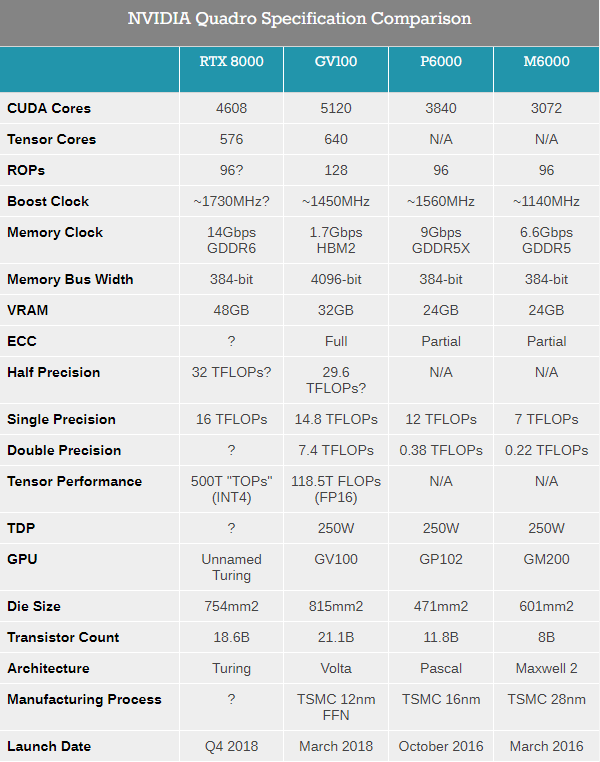 NVIDIA Quadro Specification Comparison
RTX 8000 GV100 P6000 M6000
CUDA Cores 4608 5120 3840 3072
Tensor Cores 576 640 N/A N/A
ROPs 96? 128 96 96
Boost Clock ~1730MHz? ~1450MHz ~1560MHz ~1140MHz
Memory Clock 14Gbps 1.7Gbps 9Gbps 6.6Gbps
GDDR6 HBM2 GDDR5X GDDR5
Memory Bus Width 384-bit 4096-bit 384-bit 384-bit
VRAM 48GB 32GB 24GB 24GB
ECC ? Full Partial Partial
Half Precision 32 TFLOPs? 29.6 N/A N/A
TFLOPs?
Single Precision 16 TFLOPs 14.8 TFLOPs 12 TFLOPs 7 TFLOPs
Double Precision ? 7.4 TFLOPs 0.38 TFLOPs 0.22 TFLOPs
Tensor Performance 500T "TOPs" 118.5T FLOPs N/A N/A
(INT4) (FP16)
TDP ? 250W 250W 250W
GPU Unnamed GV100 GP102 GM200
Turing
Die Size 754mm2 815mm2 471mm2 601mm2
Transistor Count 18.6B 21.1B 11.8B 8B
Architecture Turing Volta Pascal Maxwell 2
Manufacturing Process ? TSMC 12nm TSMC 16nm TSMC 28nm
FFN
Launch Date Q4 2018 March 2018 October 2016 March 2016